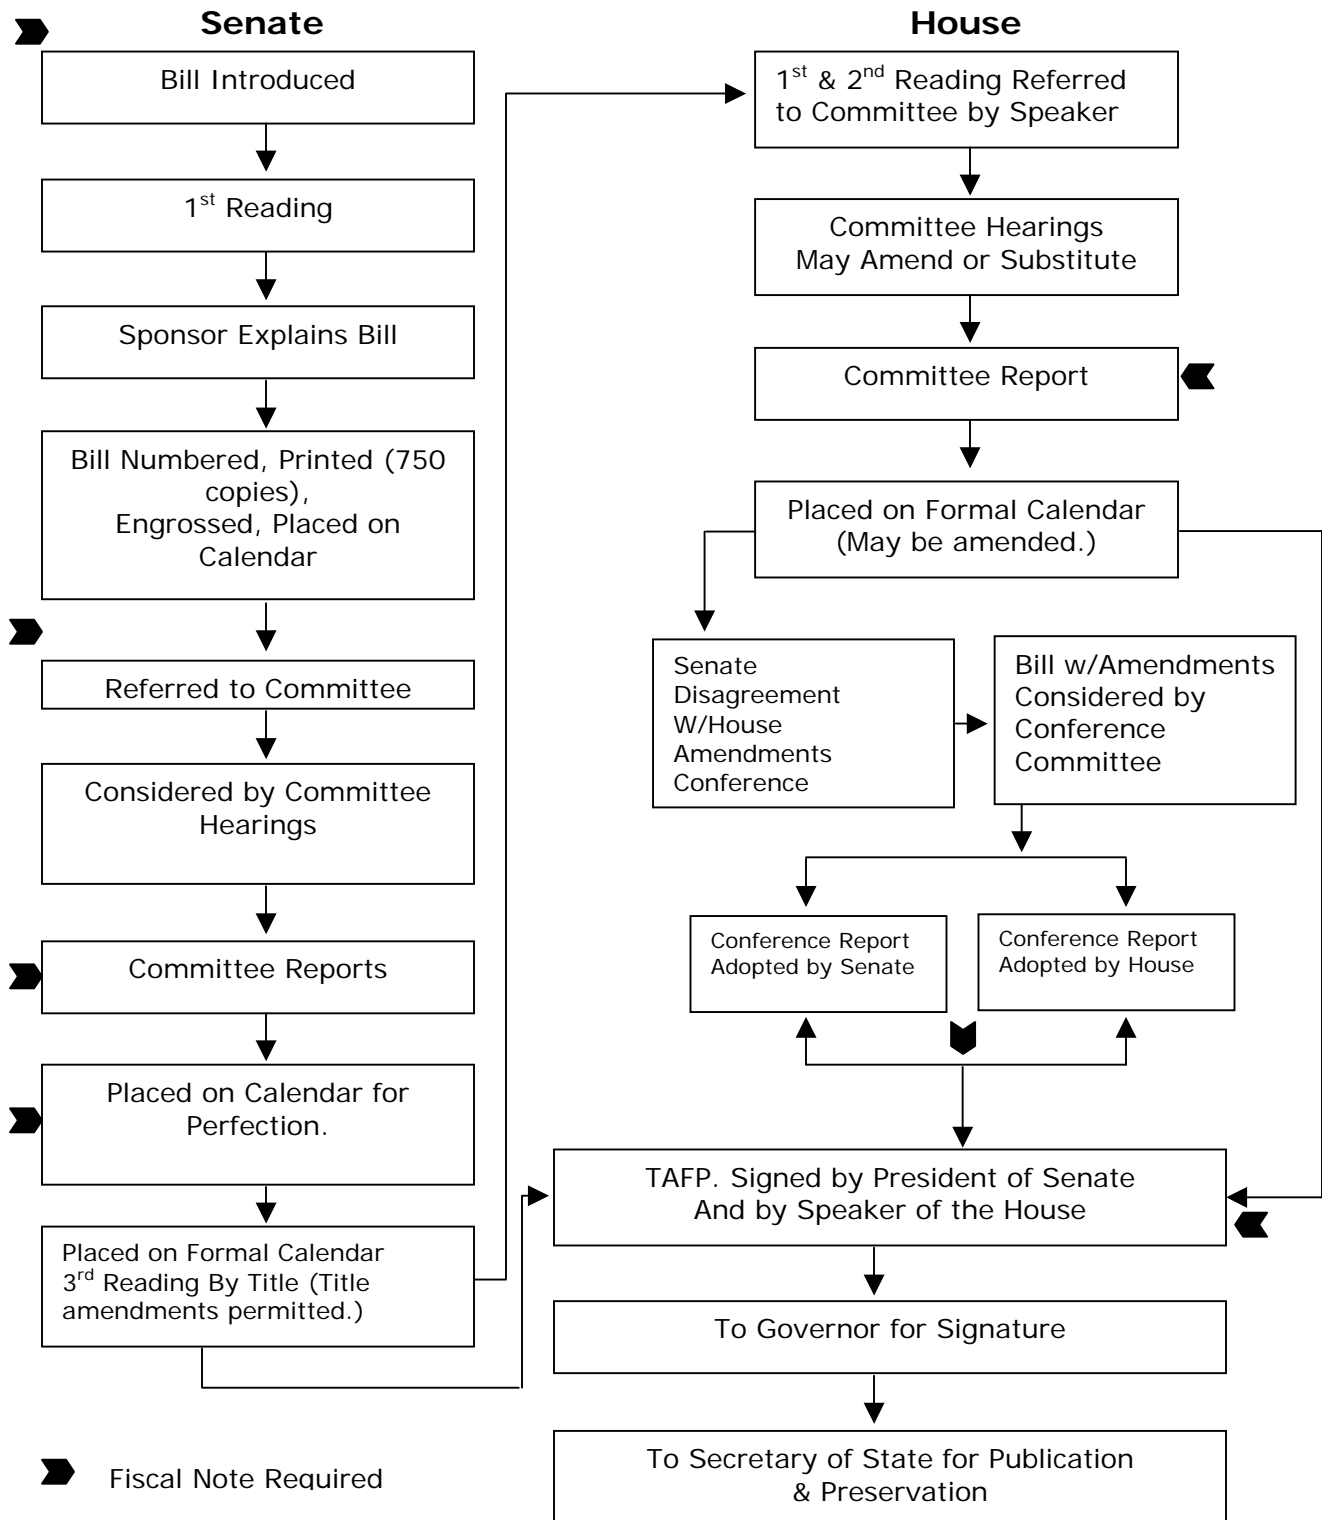 Senate
Bill Introduced
1st Reading
Sponsor Explains Bill
Bill Numbered, Printed (750
copies),
Engrossed, Placed on
Calendar
Referred to Committee
Considered by Committee
Hearings
Committee Reports
Placed on Calendar for
Perfection.
Placed on Formal Calendar
3rd Reading By Title (Title
amendments permitted.)
Fiscal Note Required
House
1st & 2nd Reading Referred
to Committee by Speaker
Committee Hearings
May Amend or Substitute
Committee Report
Placed on Formal Calendar
(May be amended.)
Senate
Disagreement
W/House
Amendments
Conference
Bill w/Amendments
Considered by
Conference
Committee
Conference Report
Adopted by Senate
Conference Report
Adopted by House
TAFP. Signed by President of Senate
And by Speaker of the House
To Governor for Signature
To Secretary of State for Publication
& Preservation